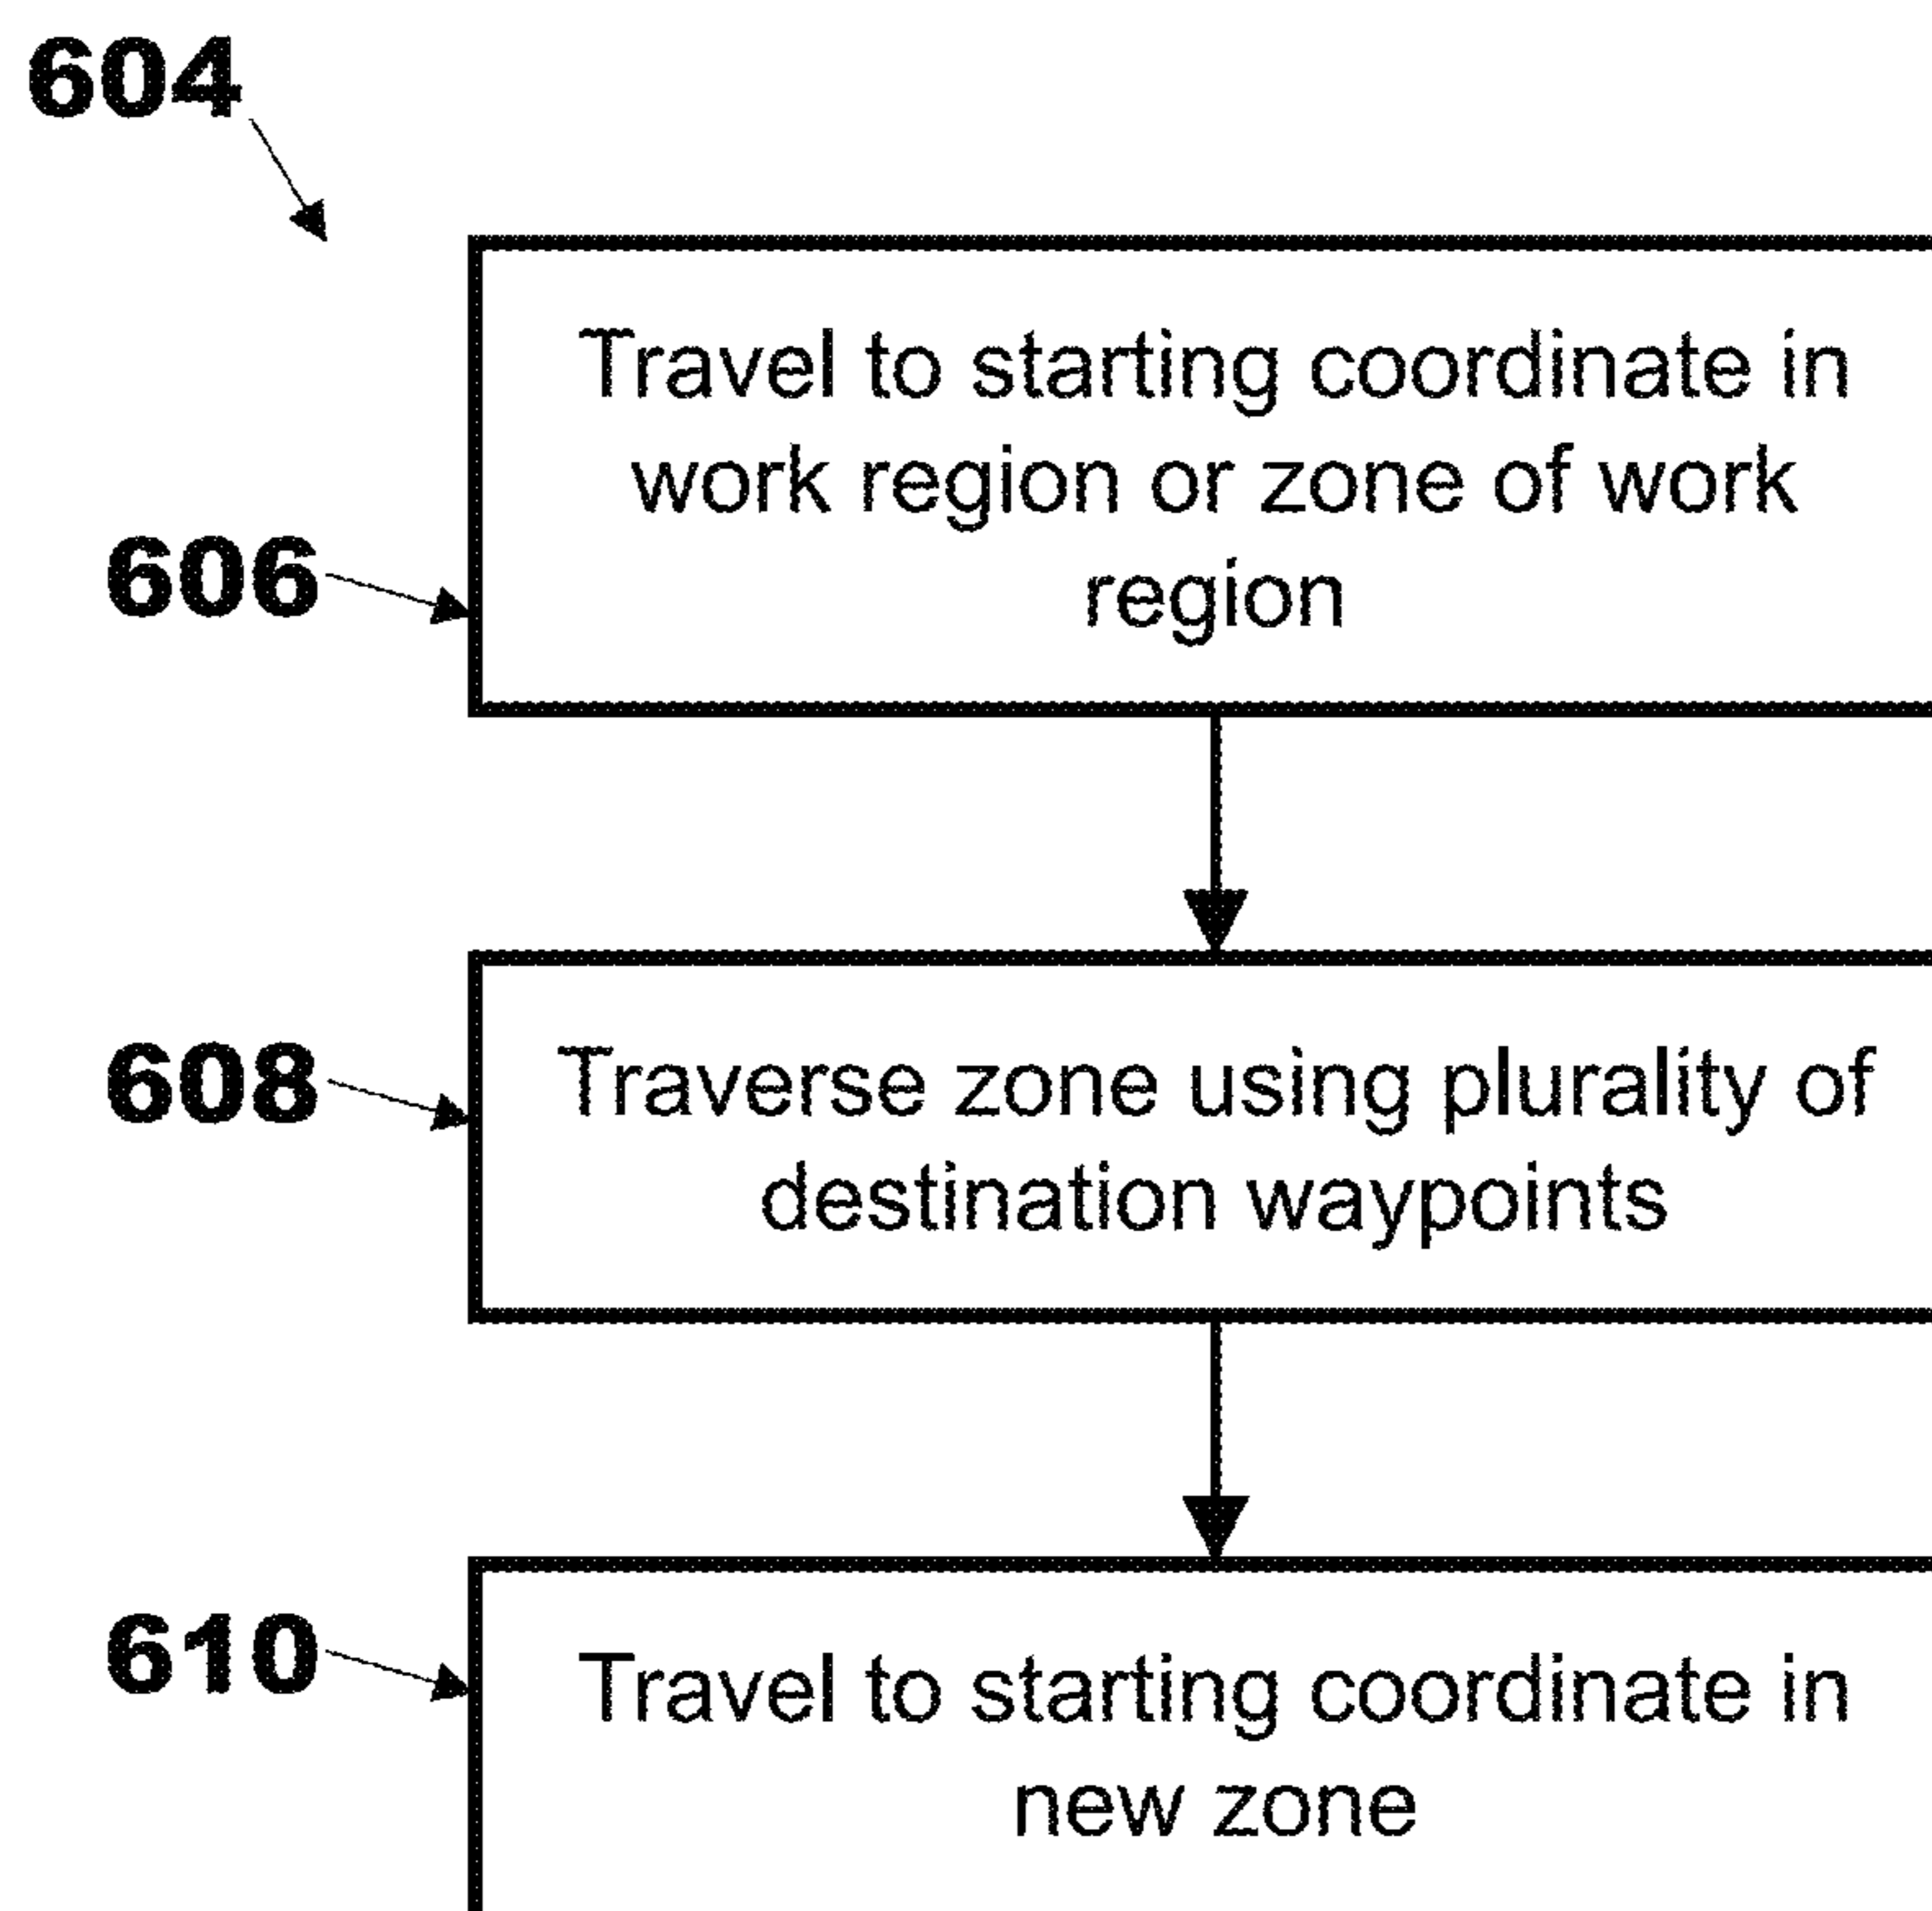 604
Travel to starting coordinate in
work region or zone of work
region
606
Traverse zone using plurality of
destination waypoints
608
Travel to starting coordinate in
new zone
610